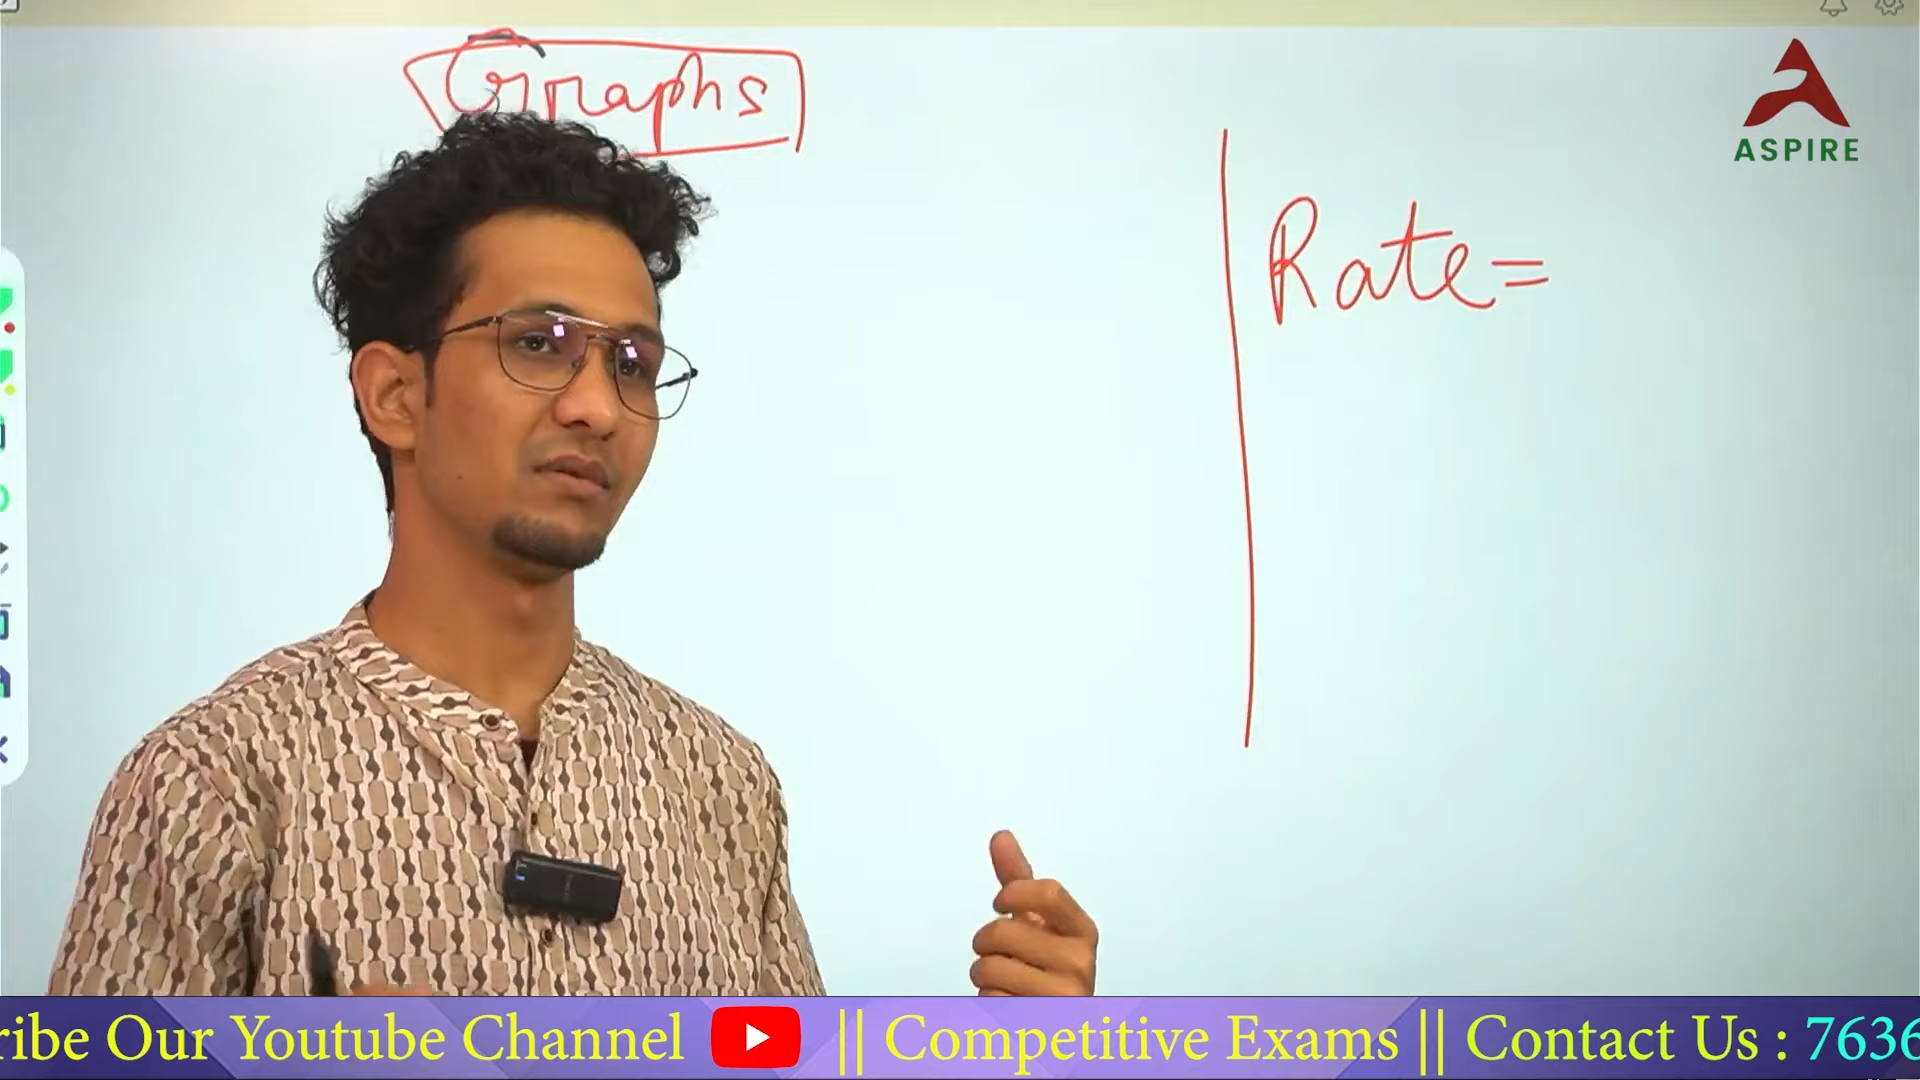 Graphs
ASPIRE
Rate=
ribe Our Youtube Channel || Competitive Exams || Contact Us : 7636